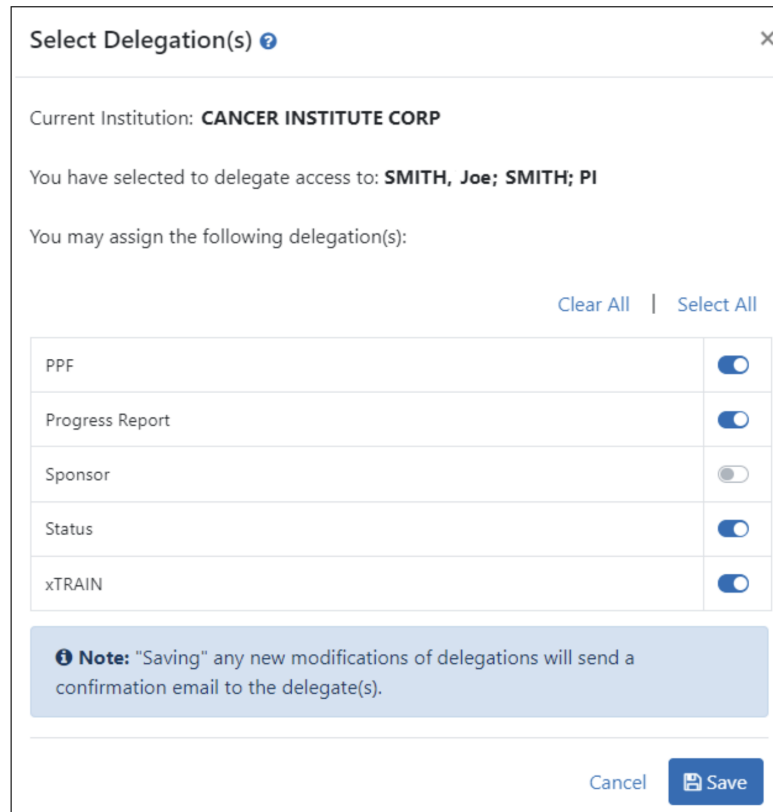 Select Delegation(s)
Current Institution: CANCER INSTITUTE CORP
You have selected to delegate access to: SMITH, Joe; SMITH; PI
You may assign the following delegation(s):
Clear All | Select All
PPF
Progress Report
Sponsor
Status
xTRAIN
Note: "Saving" any new modifications of delegations will send a
confirmation email to the delegate(s).
Cancel Save